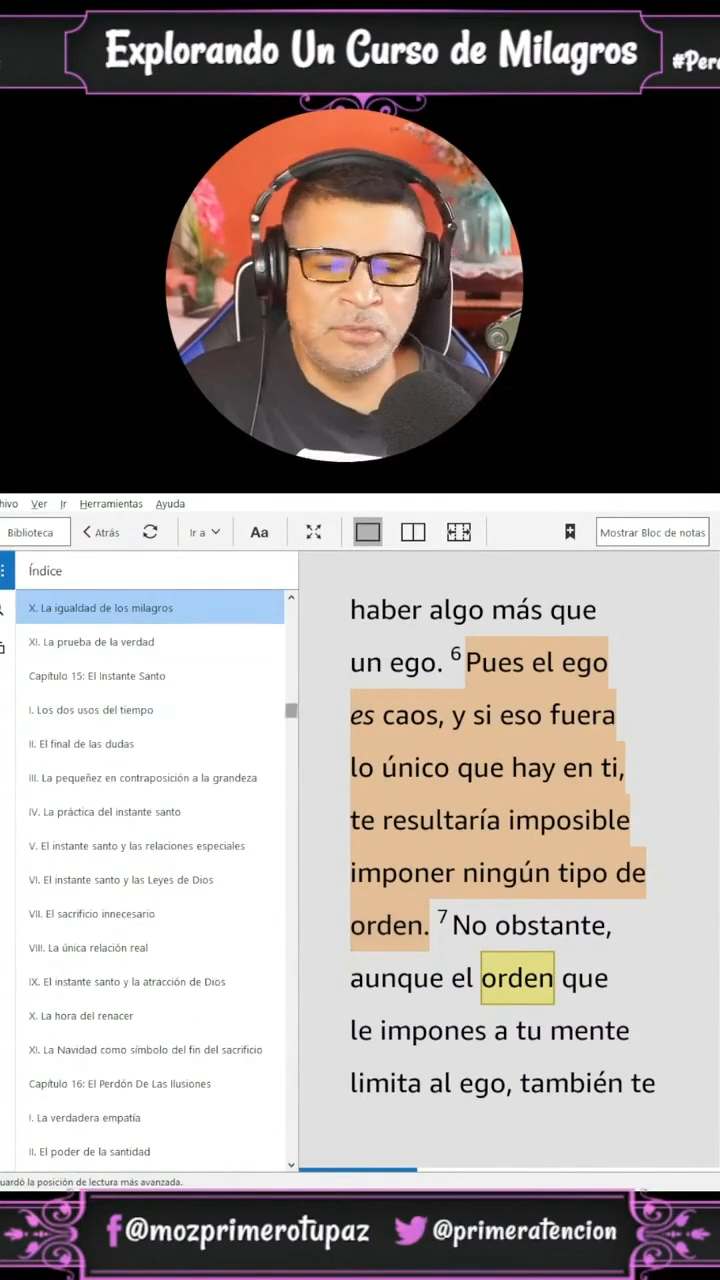 Explorando Un Curso de Milagros
#Per
hivo Ver Ir Herramientas Ayuda
Biblioteca Atrás Ir a Aa Mostrar Bloc de notas
Índice
X. La igualdad de los milagros
XI. La prueba de la verdad
Capítulo 15: El Instante Santo
I. Los dos usos del tiempo
II. El final de las dudas
III. La pequeñez en contraposición a la grandeza
IV. La práctica del instante santo
V. El instante santo y las relaciones especiales
VI. El instante santo y las Leyes de Dios
VII. El sacrificio innecesario
VIII. La única relación real
IX. El instante santo y la atracción de Dios
X. La hora del renacer
XI. La Navidad como símbolo del fin del sacrificio
Capítulo 16: El Perdón De Las Ilusiones
I. La verdadera empatía
II. El poder de la santidad
haber algo más que
un ego. 6 Pues el ego
es caos, y si eso fuera
lo único que hay en ti,
te resultaría imposible
imponer ningún tipo de
orden. 7 No obstante,
aunque el orden que
le impones a tu mente
limita al ego, también te
uardó la posición de lectura más avanzada.
@mozprimerotupaz @primeratencion